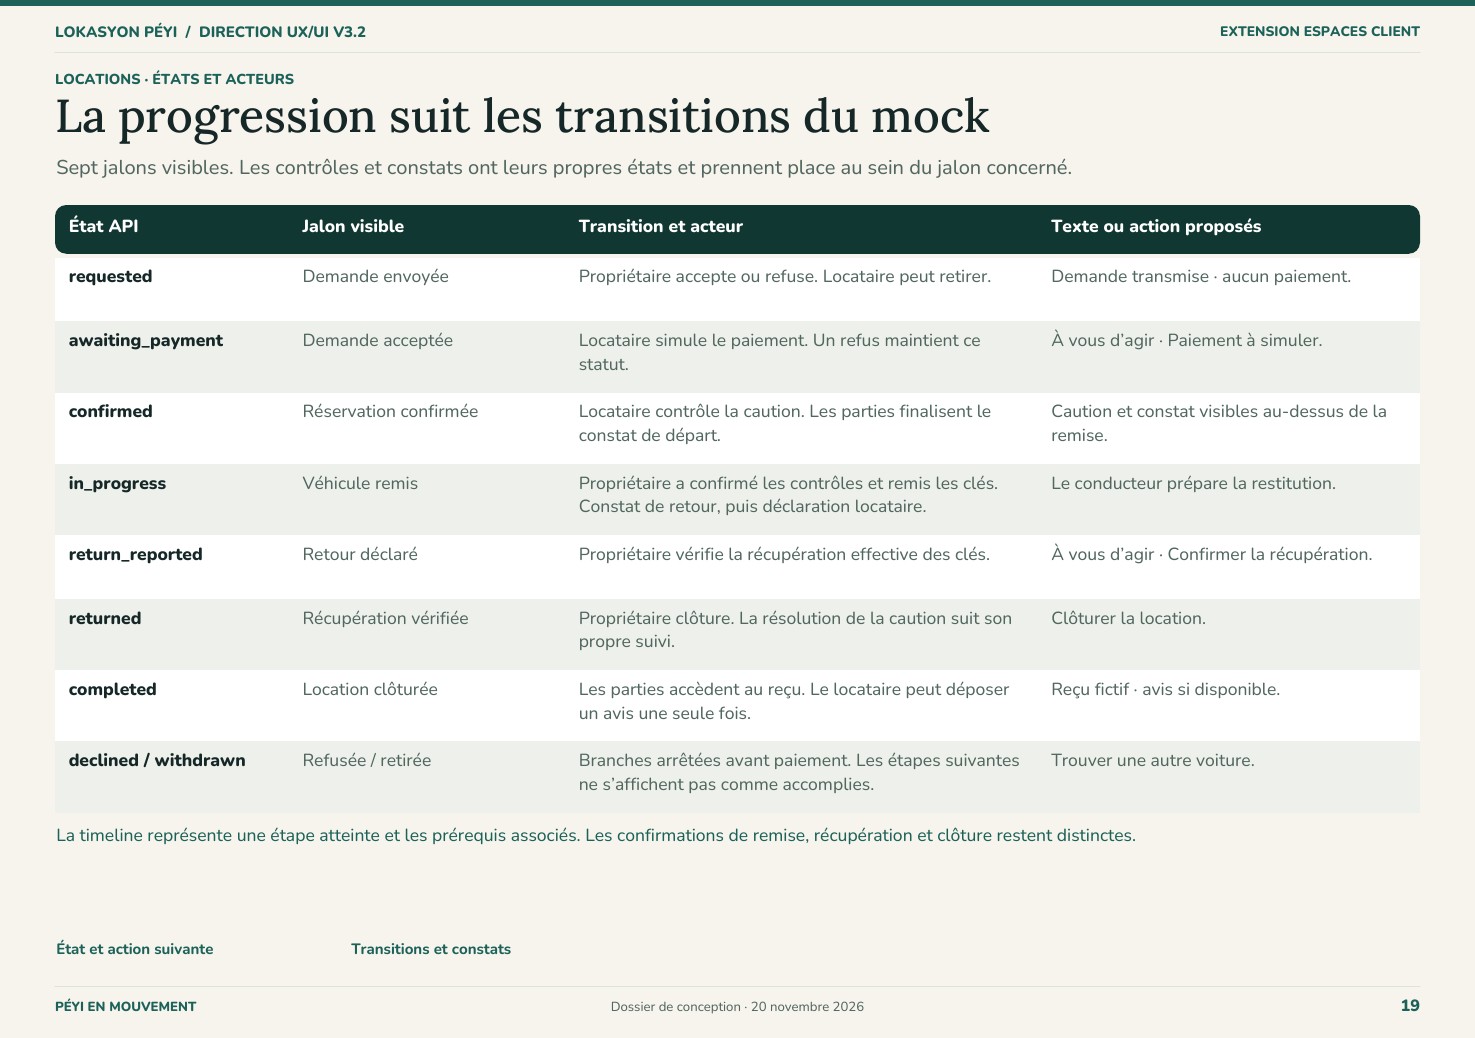 LOKASYON PÉYI / DIRECTION UX/UI V3.2
EXTENSION ESPACES CLIENT
LOCATIONS · ÉTATS ET ACTEURS
La progression suit les transitions du mock
Sept jalons visibles. Les contrôles et constats ont leurs propres états et prennent place au sein du jalon concerné.
État API
Jalon visible
Transition et acteur
Texte ou action proposés
requested
Demande envoyée
Propriétaire accepte ou refuse. Locataire peut retirer.
Demande transmise · aucun paiement.
awaiting_payment
Demande acceptée
Locataire simule le paiement. Un refus maintient ce
statut.
À vous d’agir · Paiement à simuler.
confirmed
Réservation confirmée
Locataire contrôle la caution. Les parties finalisent le
constat de départ.
Caution et constat visibles au-dessus de la
remise.
in_progress
Véhicule remis
Propriétaire a confirmé les contrôles et remis les clés.
Constat de retour, puis déclaration locataire.
Le conducteur prépare la restitution.
return_reported
Retour déclaré
Propriétaire vérifie la récupération effective des clés.
À vous d’agir · Confirmer la récupération.
returned
Récupération vérifiée
Propriétaire clôture. La résolution de la caution suit son
propre suivi.
Clôturer la location.
completed
Location clôturée
Les parties accèdent au reçu. Le locataire peut déposer
un avis une seule fois.
Reçu fictif · avis si disponible.
declined / withdrawn
Refusée / retirée
Branches arrêtées avant paiement. Les étapes suivantes
ne s’affichent pas comme accomplies.
Trouver une autre voiture.
La timeline représente une étape atteinte et les prérequis associés. Les confirmations de remise, récupération et clôture restent distinctes.
État et action suivante
Transitions et constats
PÉYI EN MOUVEMENT
Dossier de conception · 20 novembre 2026
19